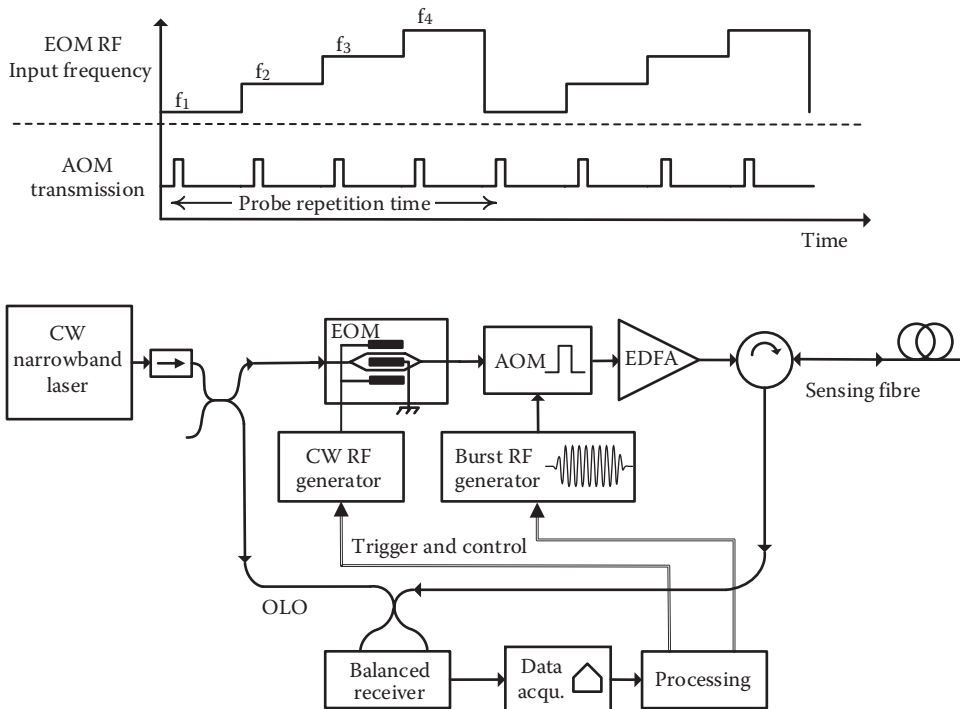 EOM RF
Input frequency
f1
f2
f3
f4
AOM
transmission
Probe repetition time
Time
CW
narrowband
laser
EOM
AOM
EDFA
Sensing fibre
CW RF
generator
Burst RF
generator
Trigger and control
OLO
Balanced
receiver
Data
acqu.
Processing